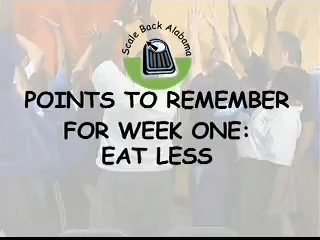 Scale Back Alabama
POINTS TO REMEMBER
FOR WEEK ONE:
EAT LESS